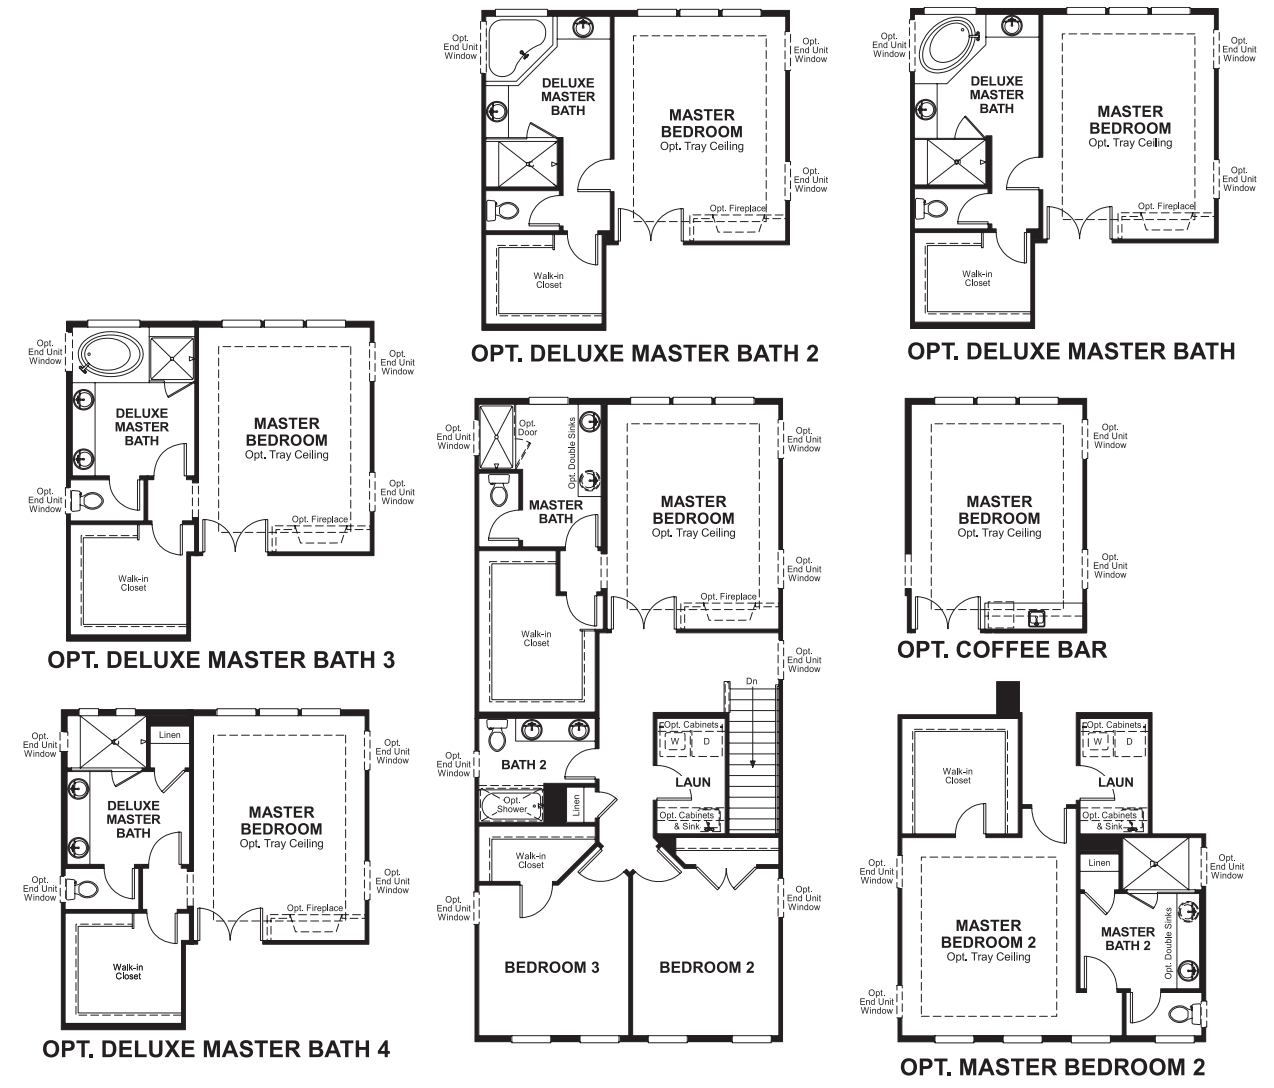 Opt.
End Unit
Window
DELUXE
MASTER
BATH
MASTER
BEDROOM
Opt. Tray Ceiling
Opt.
End Unit
Window
Opt.
End Unit
Window
Opt. Fireplace
Walk-in
Closet
OPT. DELUXE MASTER BATH 2
Opt.
End Unit
Window
DELUXE
MASTER
BATH
MASTER
BEDROOM
Opt. Tray Ceiling
Opt.
End Unit
Window
Opt.
End Unit
Window
Opt. Fireplace
Walk-in
Closet
OPT. DELUXE MASTER BATH
Opt.
End Unit
Window
DELUXE
MASTER
BATH
MASTER
BEDROOM
Opt. Tray Ceiling
Opt.
End Unit
Window
Opt.
End Unit
Window
Opt.
End Unit
Window
Opt. Fireplace
Walk-in
Closet
OPT. DELUXE MASTER BATH 3
Opt.
End Unit
Window
Opt.
Door
Opt. Double Sinks
MASTER
BATH
MASTER
BEDROOM
Opt. Tray Ceiling
Opt.
End Unit
Window
Opt.
End Unit
Window
Opt. Fireplace
Walk-in
Closet
Opt.
End Unit
Window
Dn
Opt. Cabinets
W
D
LAUN
Opt. Cabinets
& Sink
Opt.
End Unit
Window
BATH 2
Opt.
Shower
Linen
Walk-in
Closet
Opt.
End Unit
Window
Opt.
End Unit
Window
BEDROOM 3
BEDROOM 2
MASTER
BEDROOM
Opt. Tray Ceiling
Opt.
End Unit
Window
Opt.
End Unit
Window
OPT. COFFEE BAR
Opt.
End Unit
Window
Linen
DELUXE
MASTER
BATH
MASTER
BEDROOM
Opt. Tray Ceiling
Opt.
End Unit
Window
Opt.
End Unit
Window
Opt.
End Unit
Window
Opt. Fireplace
Walk-in
Closet
OPT. DELUXE MASTER BATH 4
Walk-in
Closet
Opt. Cabinets
W
D
LAUN
Opt. Cabinets
& Sink
Opt.
End Unit
Window
Linen
Opt.
End Unit
Window
MASTER
BEDROOM 2
Opt. Tray Ceiling
MASTER
BATH 2
Opt. Double Sinks
Opt.
End Unit
Window
Opt.
End Unit
Window
OPT. MASTER BEDROOM 2